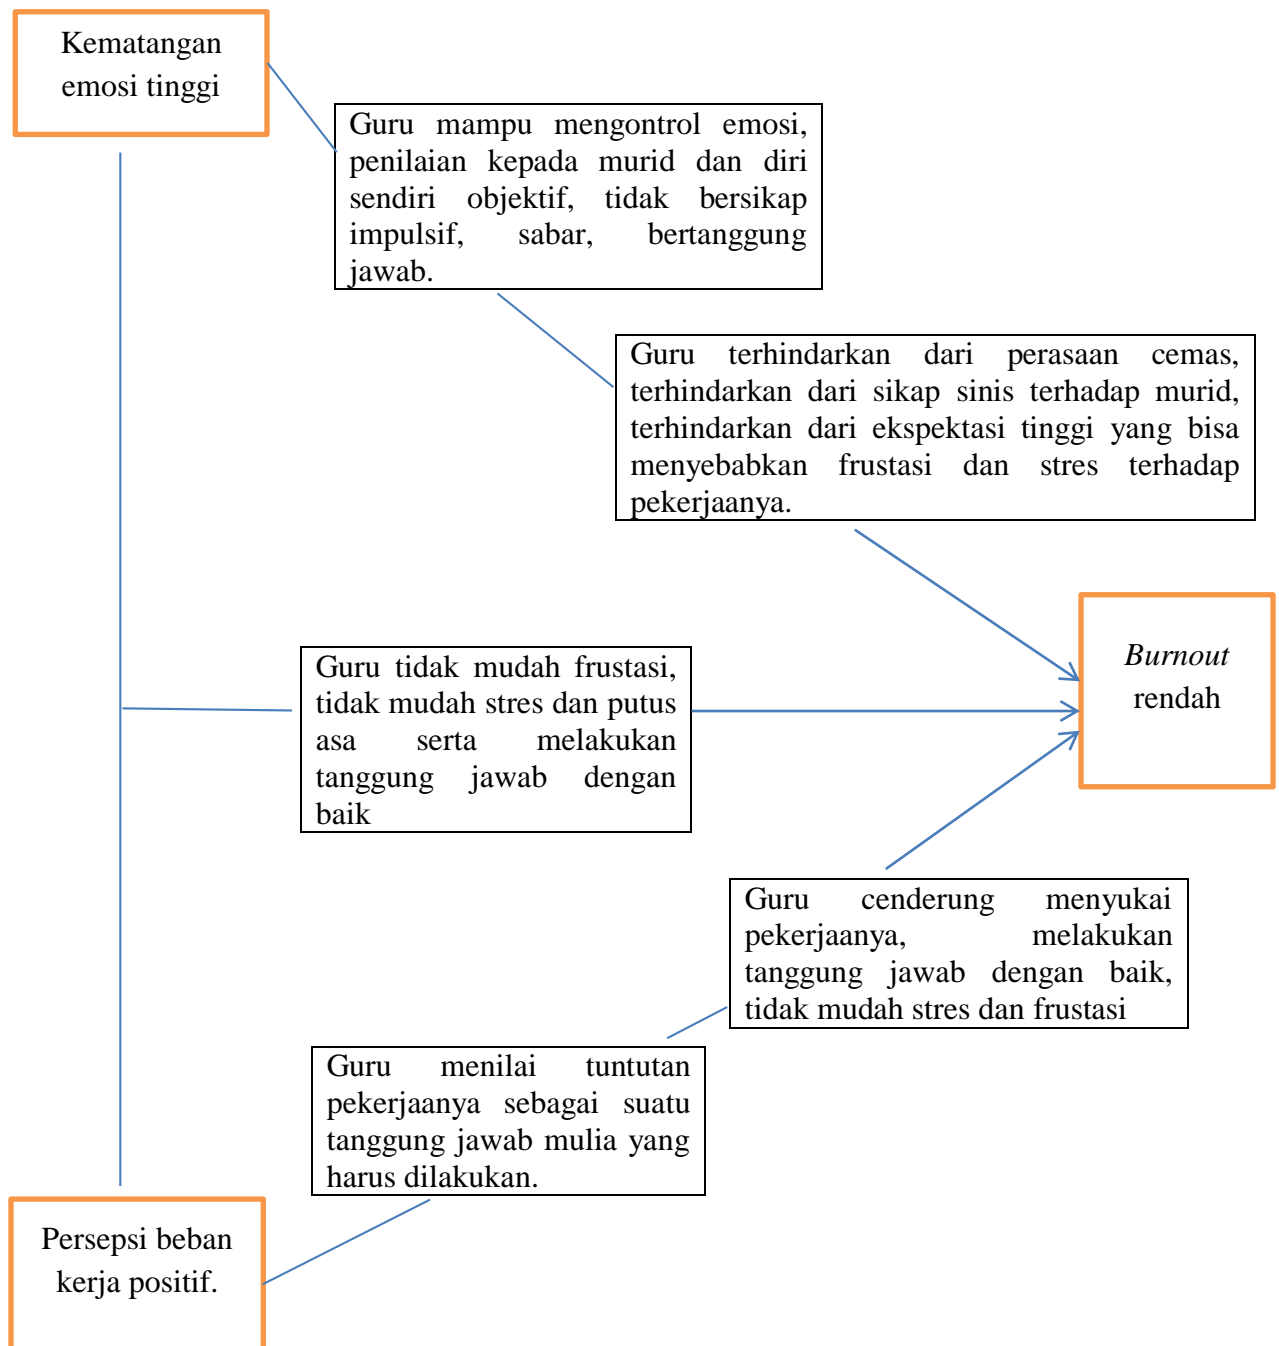 Kematangan
emosi tinggi
Guru mampu mengontrol emosi,
penilaian kepada murid dan diri
sendiri objektif, tidak bersikap
impulsif, sabar, bertanggung
jawab.
Guru terhindarkan dari perasaan cemas,
terhindarkan dari sikap sinis terhadap murid,
terhindarkan dari ekspektasi tinggi yang bisa
menyebabkan frustasi dan stres terhadap
pekerjaanya.
Burnout
rendah
Guru tidak mudah frustasi,
tidak mudah stres dan putus
asa serta melakukan
tanggung jawab dengan
baik
Guru cenderung menyukai
pekerjaanya, melakukan
tanggung jawab dengan baik,
tidak mudah stres dan frustasi
Guru menilai tuntutan
pekerjaanya sebagai suatu
tanggung jawab mulia yang
harus dilakukan.
Persepsi beban
kerja positif.